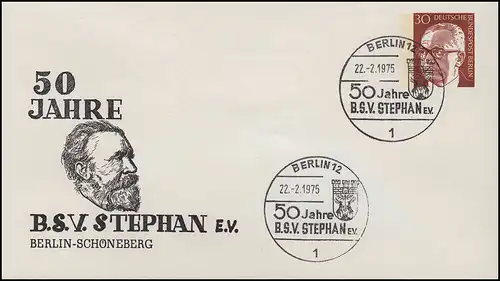 50
JAHRE
B.S.V. STEPHAN E.V.
BERLIN-SCHÖNEBERG
BERLIN 12
22.-2.1975
50 Jahre
B.S.V. STEPHAN E.V.
1
30 DEUTSCHE
BUNDESPOST BERLIN
BERLIN 12
22.-2.1975
50 Jahre
B.S.V. STEPHAN E.V.
1